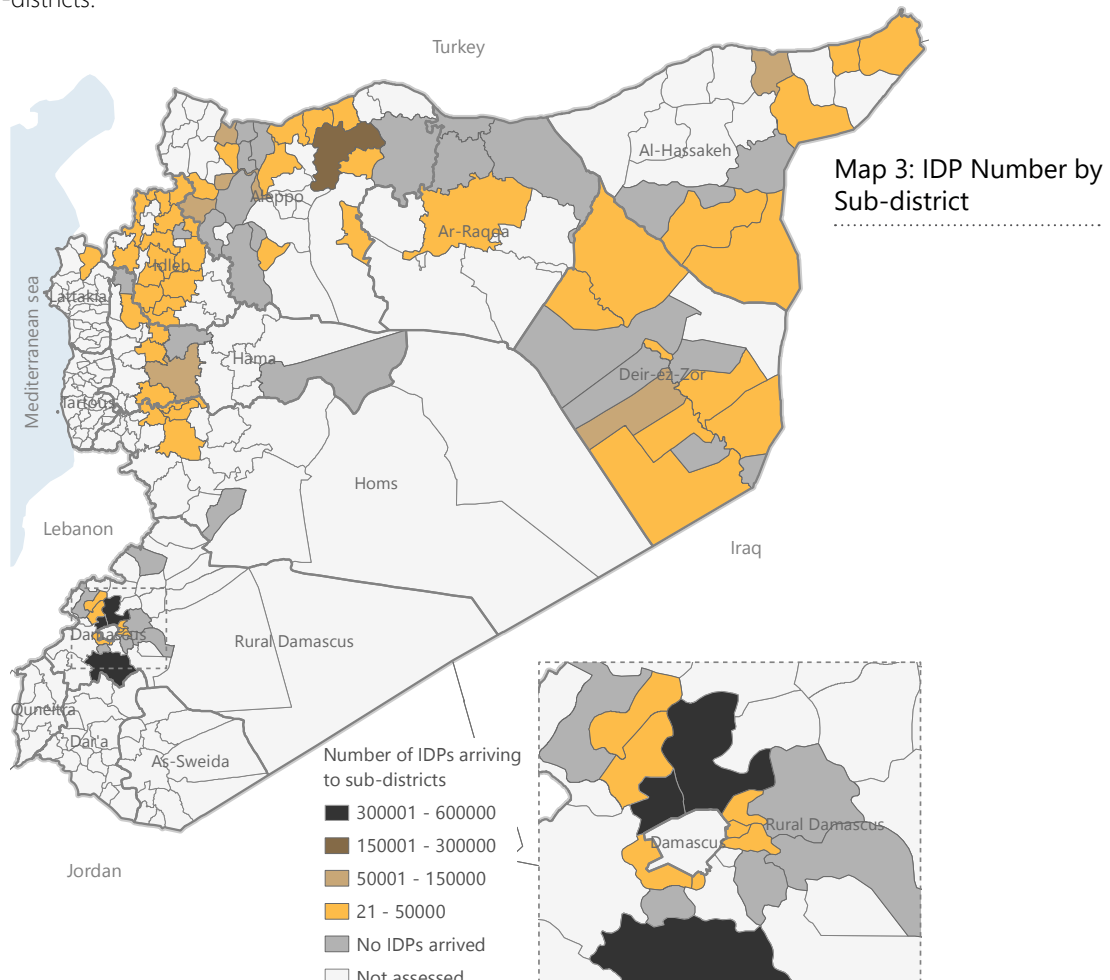 -districts.
Turkey
Al-Hassakeh
Map 3: IDP Number by
Sub-district
Aleppo
Ar-Raqqa
Idleb
Lattakia
Mediterranean sea
Hama
Deir-ez-Zor
Tartous
Homs
Lebanon
Iraq
Damascus
Rural Damascus
Quneitra
Dar'a
As-Sweida
Number of IDPs arriving
to sub-districts
300001 - 600000
150001 - 300000
50001 - 150000
21 - 50000
No IDPs arrived
Not assessed
Rural Damascus
Damascus
Jordan